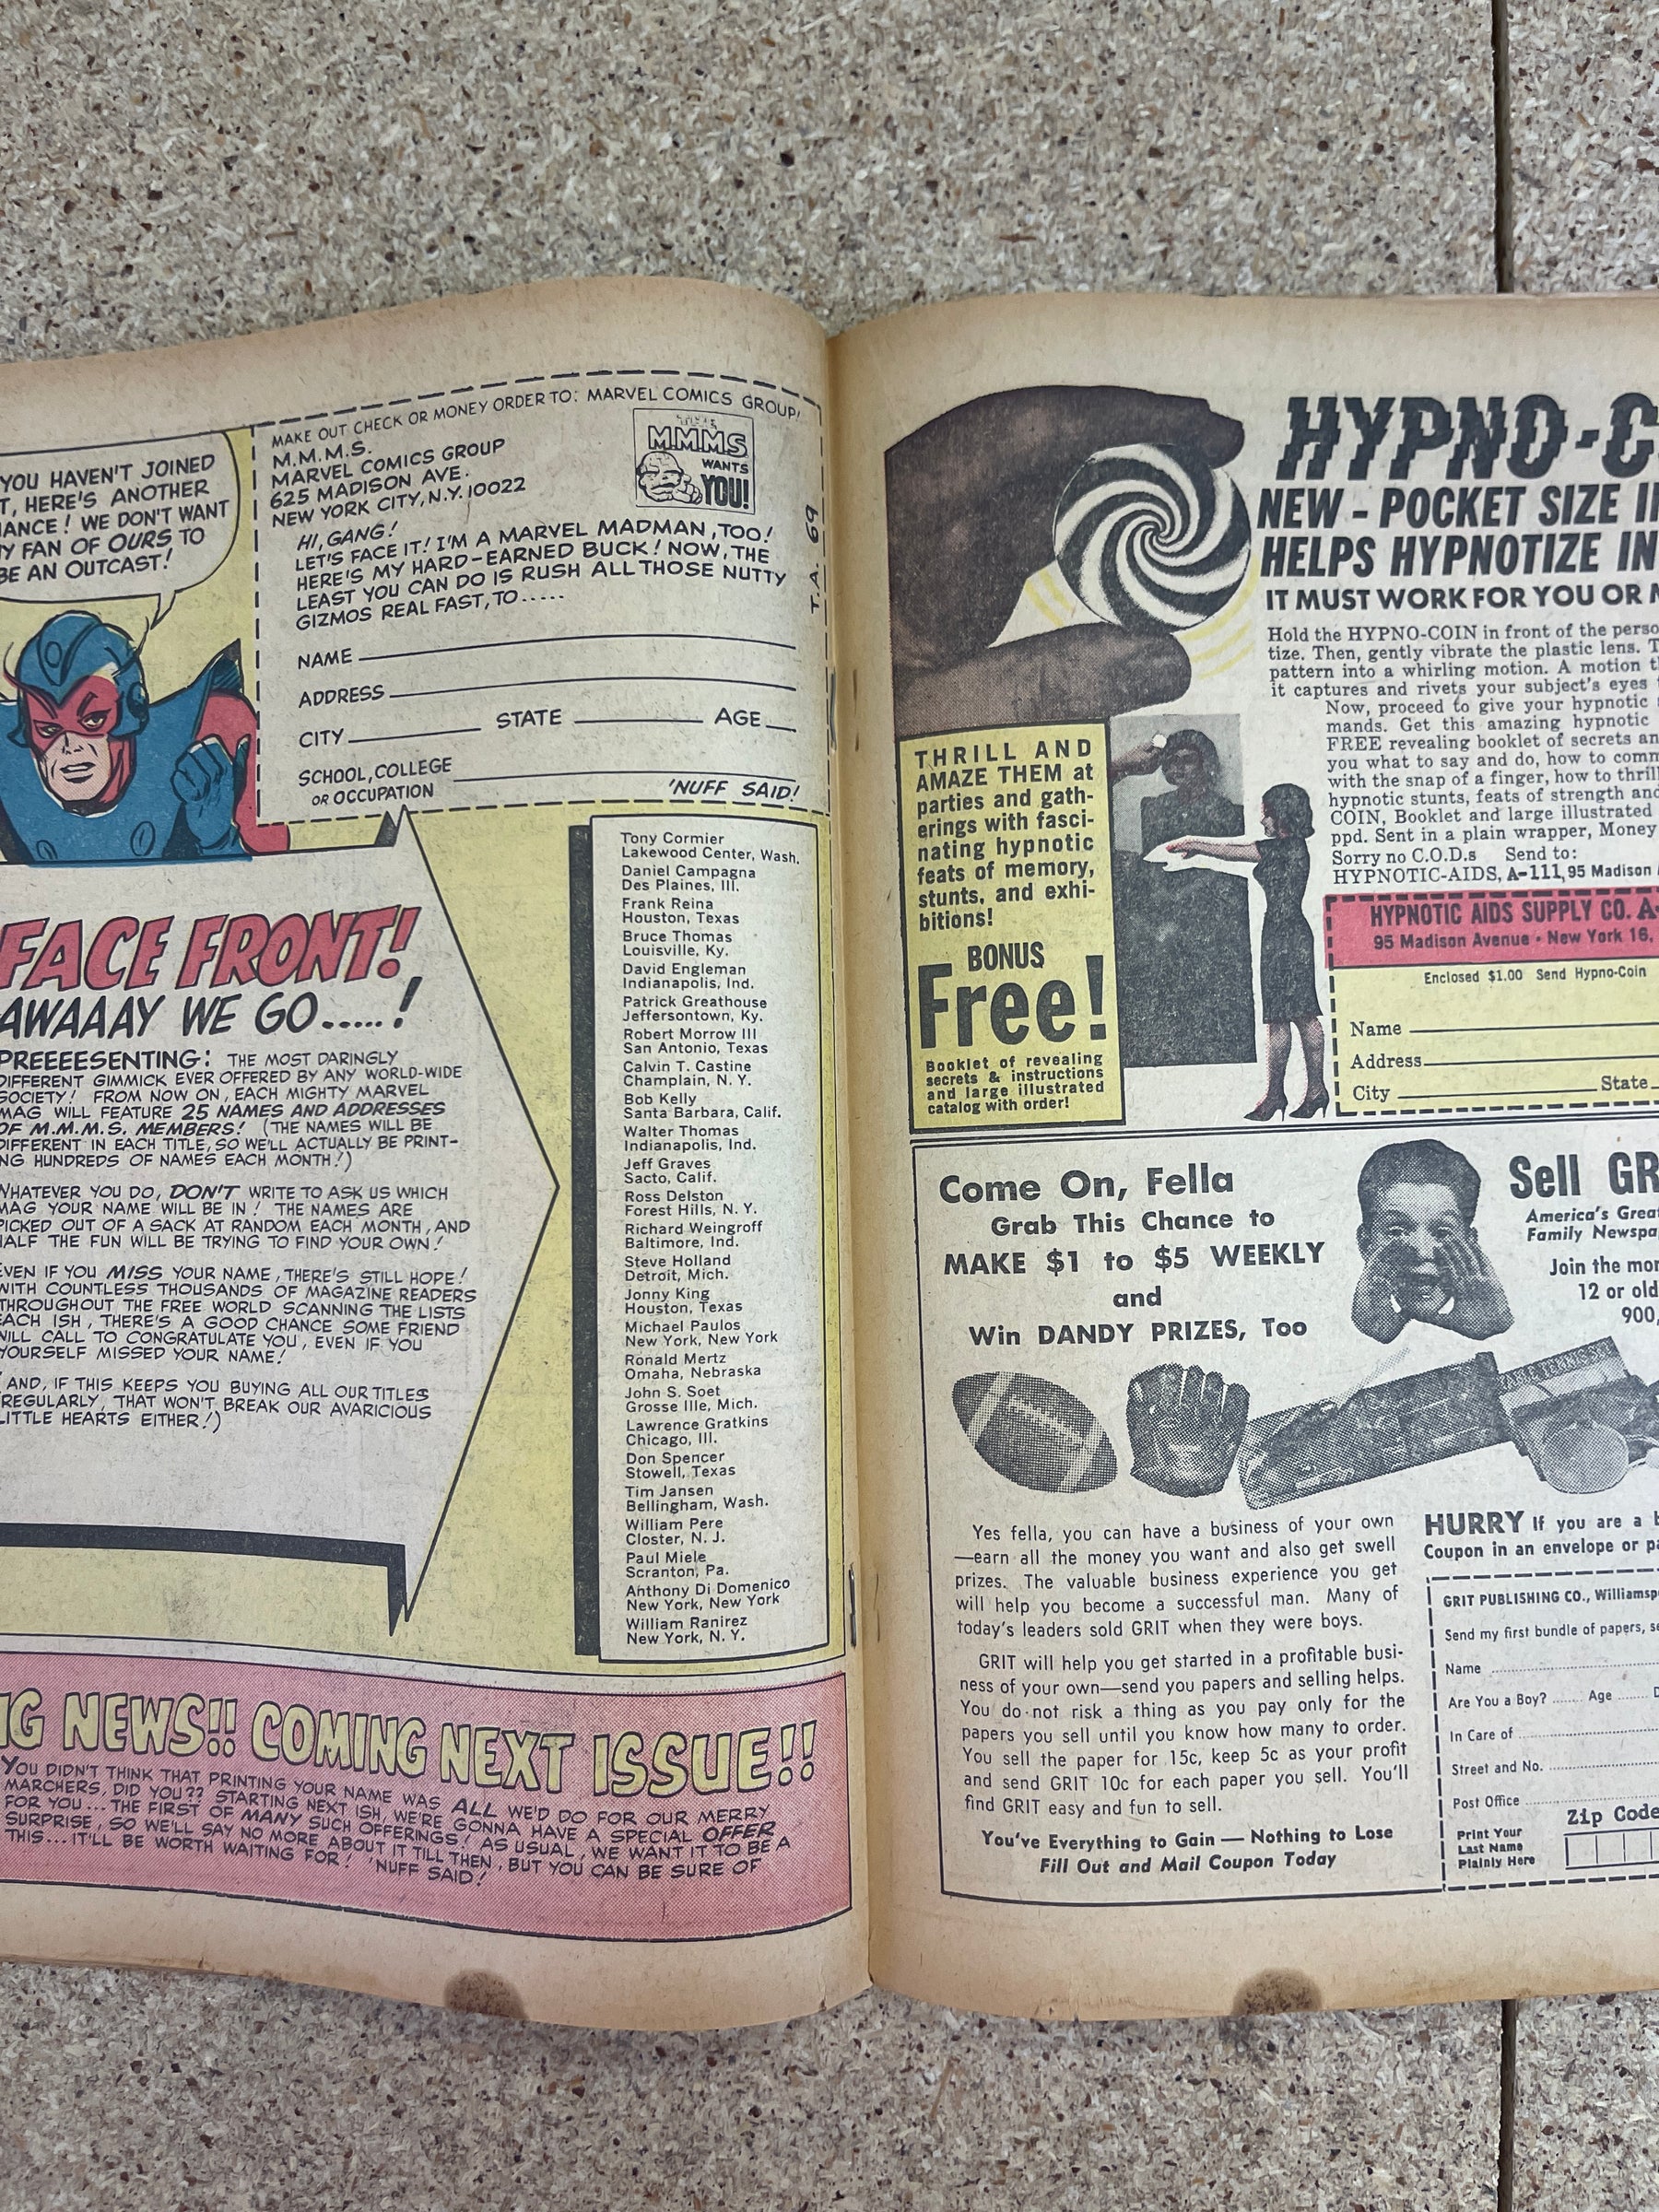 YOU HAVEN'T JOINED
T, HERE'S ANOTHER
ANCE! WE DON'T WANT
Y FAN OF OURS TO
BE AN OUTCAST!
MAKE OUT CHECK OR MONEY ORDER TO: MARVEL COMICS GROUP!
M.M.M.S.
MARVEL COMICS GROUP
625 MADISON AVE.
NEW YORK CITY, N.Y. 10022
M.M.M.S
WANTS
YOU!
HI, GANG!
LET'S FACE IT! I'M A MARVEL MADMAN, TOO!
HERE'S MY HARD-EARNED BUCK! NOW, THE
LEAST YOU CAN DO IS RUSH ALL THOSE NUTTY
GIZMOS REAL FAST, TO.....
T.A. 69
NAME
ADDRESS
CITY STATE AGE
SCHOOL, COLLEGE
OR OCCUPATION
'NUFF SAID!
FACE FRONT!
AWAAAY WE GO.....!
PREEEESENTING: THE MOST DARINGLY
DIFFERENT GIMMICK EVER OFFERED BY ANY WORLD-WIDE
SOCIETY! FROM NOW ON, EACH MIGHTY MARVEL
MAG WILL FEATURE 25 NAMES AND ADDRESSES
OF M.M.M.S. MEMBERS! (THE NAMES WILL BE
DIFFERENT IN EACH TITLE, SO WE'LL ACTUALLY BE PRINT-
NG HUNDREDS OF NAMES EACH MONTH!)
WHATEVER YOU DO, DON'T WRITE TO ASK US WHICH
MAG YOUR NAME WILL BE IN! THE NAMES ARE
PICKED OUT OF A SACK AT RANDOM EACH MONTH, AND
HALF THE FUN WILL BE TRYING TO FIND YOUR OWN!
EVEN IF YOU MISS YOUR NAME, THERE'S STILL HOPE!
WITH COUNTLESS THOUSANDS OF MAGAZINE READERS
THROUGHOUT THE FREE WORLD SCANNING THE LISTS
EACH ISH, THERE'S A GOOD CHANCE SOME FRIEND
WILL CALL TO CONGRATULATE YOU, EVEN IF YOU
YOURSELF MISSED YOUR NAME!
(AND, IF THIS KEEPS YOU BUYING ALL OUR TITLES
REGULARLY, THAT WON'T BREAK OUR AVARICIOUS
LITTLE HEARTS EITHER!)
Tony Cormier
Lakewood Center, Wash.
Daniel Campagna
Des Plaines, Ill.
Frank Reina
Houston, Texas
Bruce Thomas
Louisville, Ky.
David Engleman
Indianapolis, Ind.
Patrick Greathouse
Jeffersontown, Ky.
Robert Morrow III
San Antonio, Texas
Calvin T. Castine
Champlain, N. Y.
Bob Kelly
Santa Barbara, Calif.
Walter Thomas
Indianapolis, Ind.
Jeff Graves
Sacto, Calif.
Ross Delston
Forest Hills, N. Y.
Richard Weingroff
Baltimore, Ind.
Steve Holland
Detroit, Mich.
Jonny King
Houston, Texas
Michael Paulos
New York, New York
Ronald Mertz
Omaha, Nebraska
John S. Soet
Grosse Ille, Mich.
Lawrence Gratkins
Chicago, Ill.
Don Spencer
Stowell, Texas
Tim Jansen
Bellingham, Wash.
William Pere
Closter, N. J.
Paul Miele
Scranton, Pa.
Anthony Di Domenico
New York, New York
William Ranirez
New York, N. Y.
G NEWS!! COMING NEXT ISSUE!!
YOU DIDN'T THINK THAT PRINTING YOUR NAME WAS ALL WE'D DO FOR OUR MERRY
MARCHERS, DID YOU?? STARTING NEXT ISH, WE'RE GONNA HAVE A SPECIAL OFFER
FOR YOU... THE FIRST OF MANY SUCH OFFERINGS! AS USUAL, WE WANT IT TO BE A
SURPRISE, SO WE'LL SAY NO MORE ABOUT IT TILL THEN, BUT YOU CAN BE SURE OF
THIS... IT'LL BE WORTH WAITING FOR! 'NUFF SAID!
HYPNO-C
NEW - POCKET SIZE I
HELPS HYPNOTIZE IN
IT MUST WORK FOR YOU OR M
Hold the HYPNO-COIN in front of the perso
tize. Then, gently vibrate the plastic lens. T
pattern into a whirling motion. A motion t
it captures and rivets your subject's eyes
Now, proceed to give your hypnotic
mands. Get this amazing hypnotic
FREE revealing booklet of secrets an
you what to say and do, how to com
with the snap of a finger, how to thril
hypnotic stunts, feats of strength and
COIN, Booklet and large illustrated
ppd. Sent in a plain wrapper, Money
Sorry no C.O.D.s Send to:
HYPNOTIC-AIDS, A-111, 95 Madison
THRILL AND
AMAZE THEM at
parties and gath-
erings with fasci-
nating hypnotic
feats of memory,
stunts, and exhi-
bitions!
BONUS
Free!
Booklet of revealing
secrets & instructions
and large illustrated
catalog with order!
HYPNOTIC AIDS SUPPLY CO. A-
95 Madison Avenue • New York 16,
Enclosed $1.00 Send Hypno-Coin
Name
Address
City State
Come On, Fella
Grab This Chance to
MAKE $1 to $5 WEEKLY
and
Win DANDY PRIZES, Too
Sell GR
America's Great
Family Newspa
Join the mor
12 or old
900,
TABLE TENNIS SET
Yes fella, you can have a business of your own
—earn all the money you want and also get swell
prizes. The valuable business experience you get
will help you become a successful man. Many of
today's leaders sold GRIT when they were boys.
GRIT will help you get started in a profitable busi-
ness of your own—send you papers and selling helps.
You do not risk a thing as you pay only for the
papers you sell until you know how many to order.
You sell the paper for 15c, keep 5c as your profit
and send GRIT 10c for each paper you sell. You'll
find GRIT easy and fun to sell.
You've Everything to Gain — Nothing to Lose
Fill Out and Mail Coupon Today
HURRY If you are a b
Coupon in an envelope or pa
GRIT PUBLISHING CO., Williamsp
Send my first bundle of papers, se
Name
Are You a Boy? Age D
In Care of
Street and No.
Post Office
Zip Code
Print Your
Last Name
Plainly Here